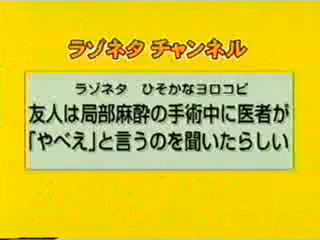 ラゾネタ チャンネル
ラゾネタ ひそかなヨロコビ
友人は局部麻酔の手術中に医者が
「やべえ」と言うのを聞いたらしい